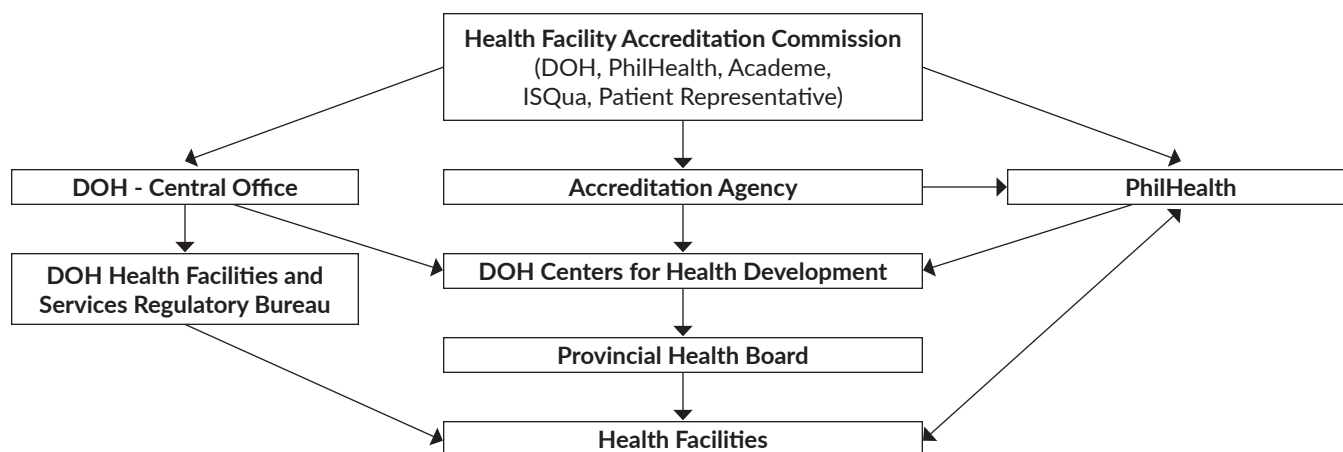 Health Facility Accreditation Commission
(DOH, PhilHealth, Academe,
ISQua, Patient Representative)
DOH - Central Office
Accreditation Agency
PhilHealth
DOH Health Facilities and
Services Regulatory Bureau
DOH Centers for Health Development
Provincial Health Board
Health Facilities